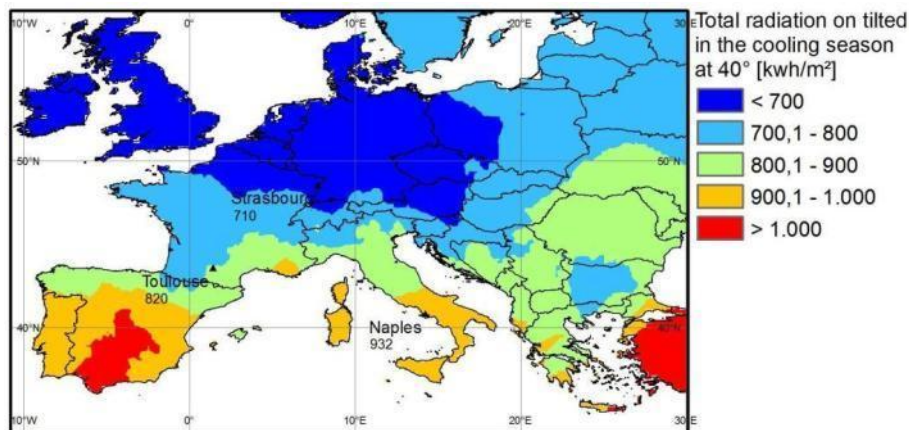 Total radiation on tilted
in the cooling season
at 40° [kwh/m²]
< 700
700,1 - 800
800,1 - 900
900,1 - 1.000
> 1.000
50°N
50°N
Strasbourg
710
Toulouse
820
Naples
932
40°N
40°N
10°W
0°
10°E
20°E
30°E